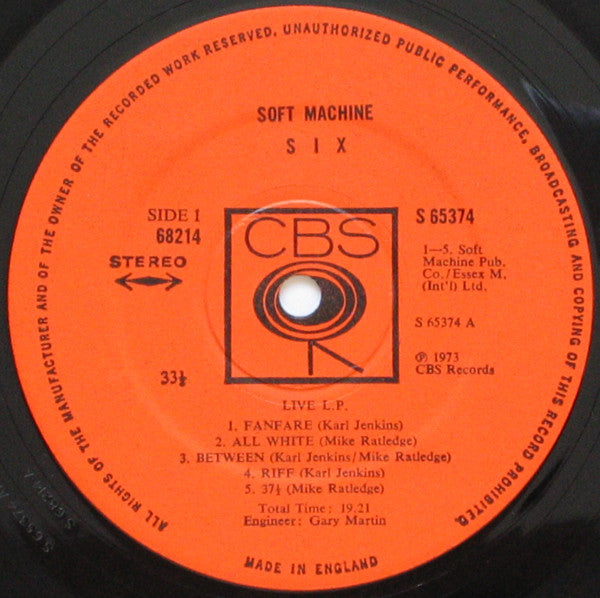 ALL RIGHTS OF THE MANUFACTURER AND OF THE OWNER OF THE RECORDED WORK RESERVED. UNAUTHORIZED PUBLIC PERFORMANCE, BROADCASTING AND COPYING OF THIS RECORD PROHIBITED.
SOFT MACHINE
SIX
SIDE 1
68214
STEREO
33⅓
CBS
S 65374
1—5. Soft
Machine Pub.
Co./Essex M.
(Int'l) Ltd.
S 65374 A
℗ 1973
CBS Records
LIVE L.P.
1. FANFARE (Karl Jenkins)
2. ALL WHITE (Mike Ratledge)
3. BETWEEN (Karl Jenkins/Mike Ratledge)
4. RIFF (Karl Jenkins)
5. 37½ (Mike Ratledge)
Total Time: 19.21
Engineer: Gary Martin
MADE IN ENGLAND